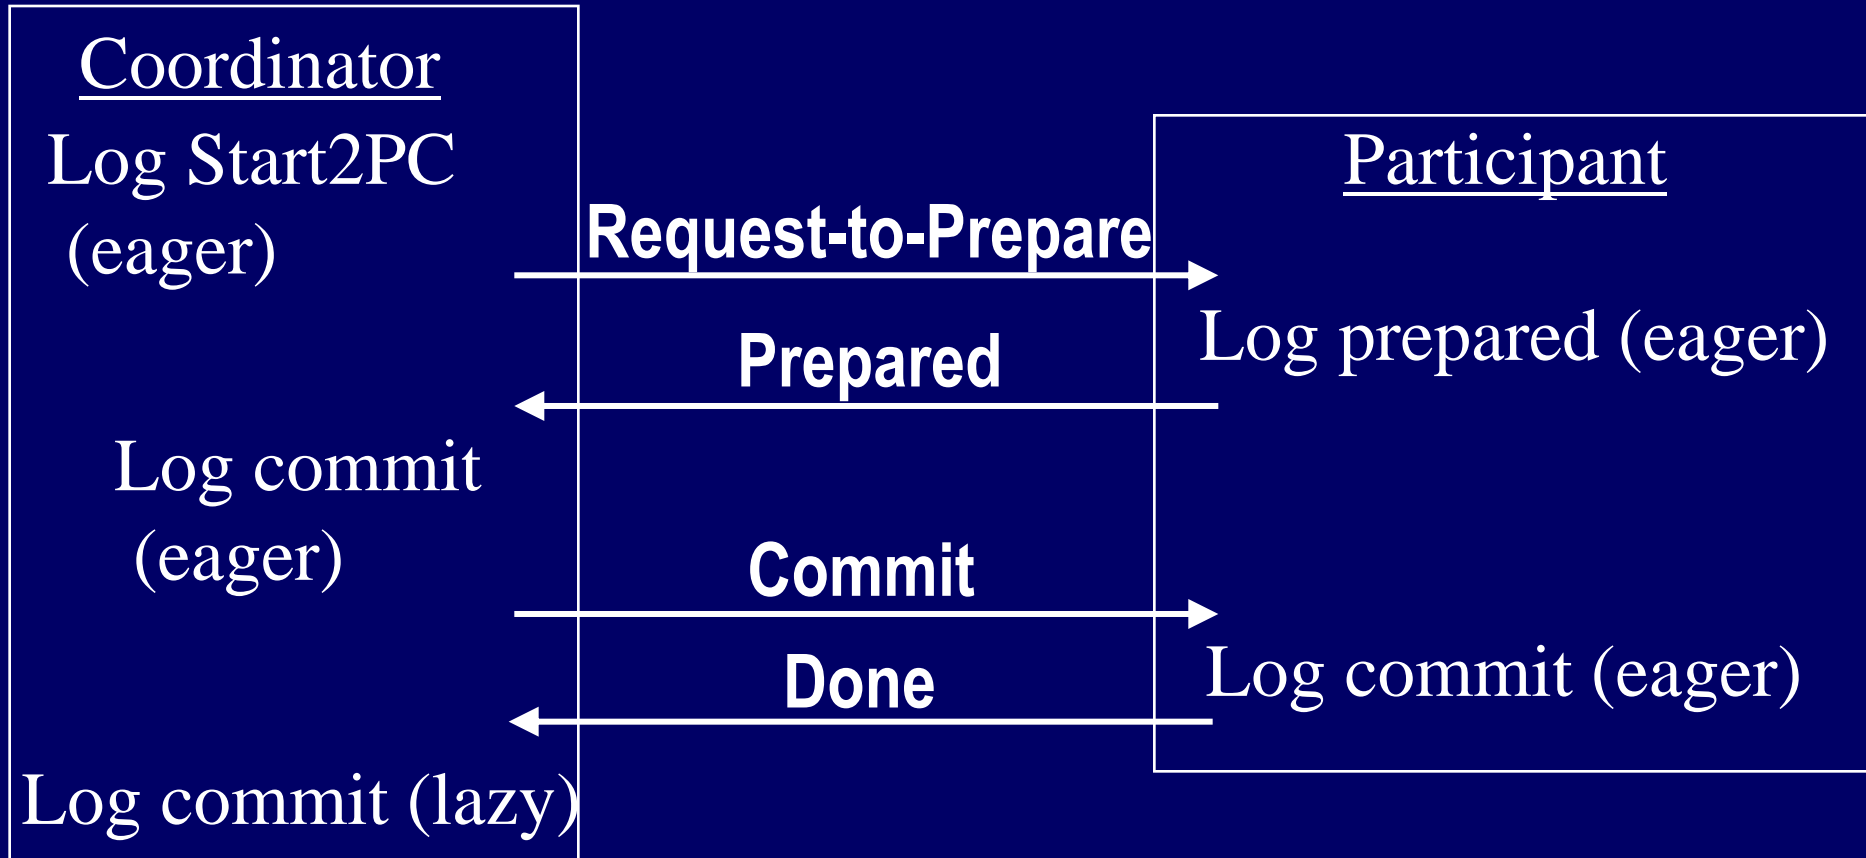 Coordinator
Log Start2PC
(eager)
Participant
Request-to-Prepare
Log prepared (eager)
Prepared
Log commit
(eager)
Commit
Log commit (eager)
Done
Log commit (lazy)